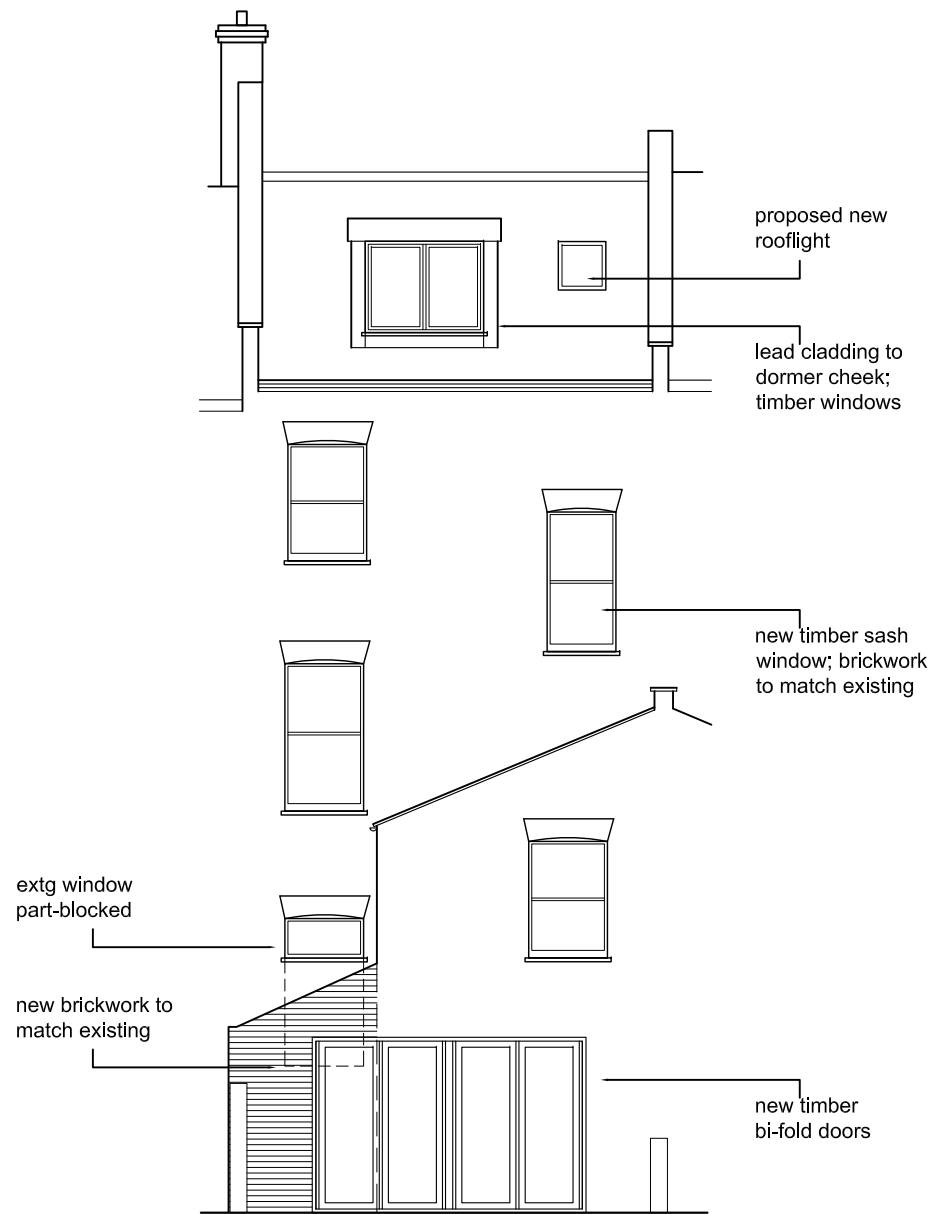 proposed new
rooflight
lead cladding to
dormer cheek;
timber windows
new timber sash
window; brickwork
to match existing
extg window
part-blocked
new brickwork to
match existing
new timber
bi-fold doors